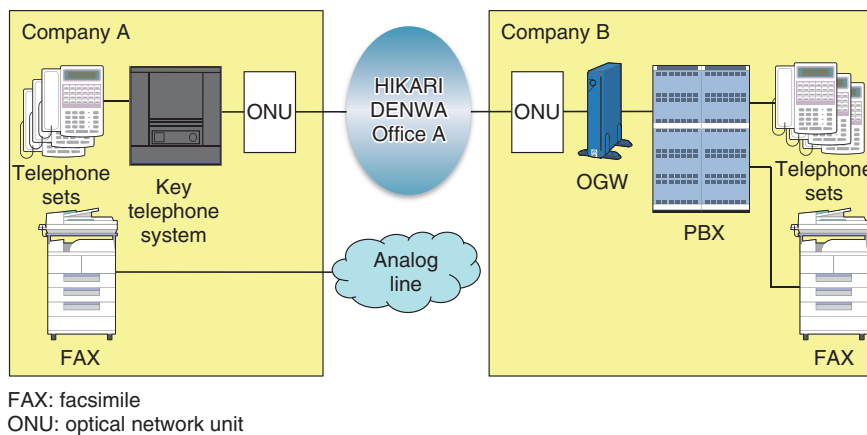 Company A
Company B
HIKARI
DENWA
Office A
ONU
ONU
OGW
PBX
Telephone
sets
Key
telephone
system
Telephone
sets
Analog
line
FAX
FAX
FAX: facsimile
ONU: optical network unit